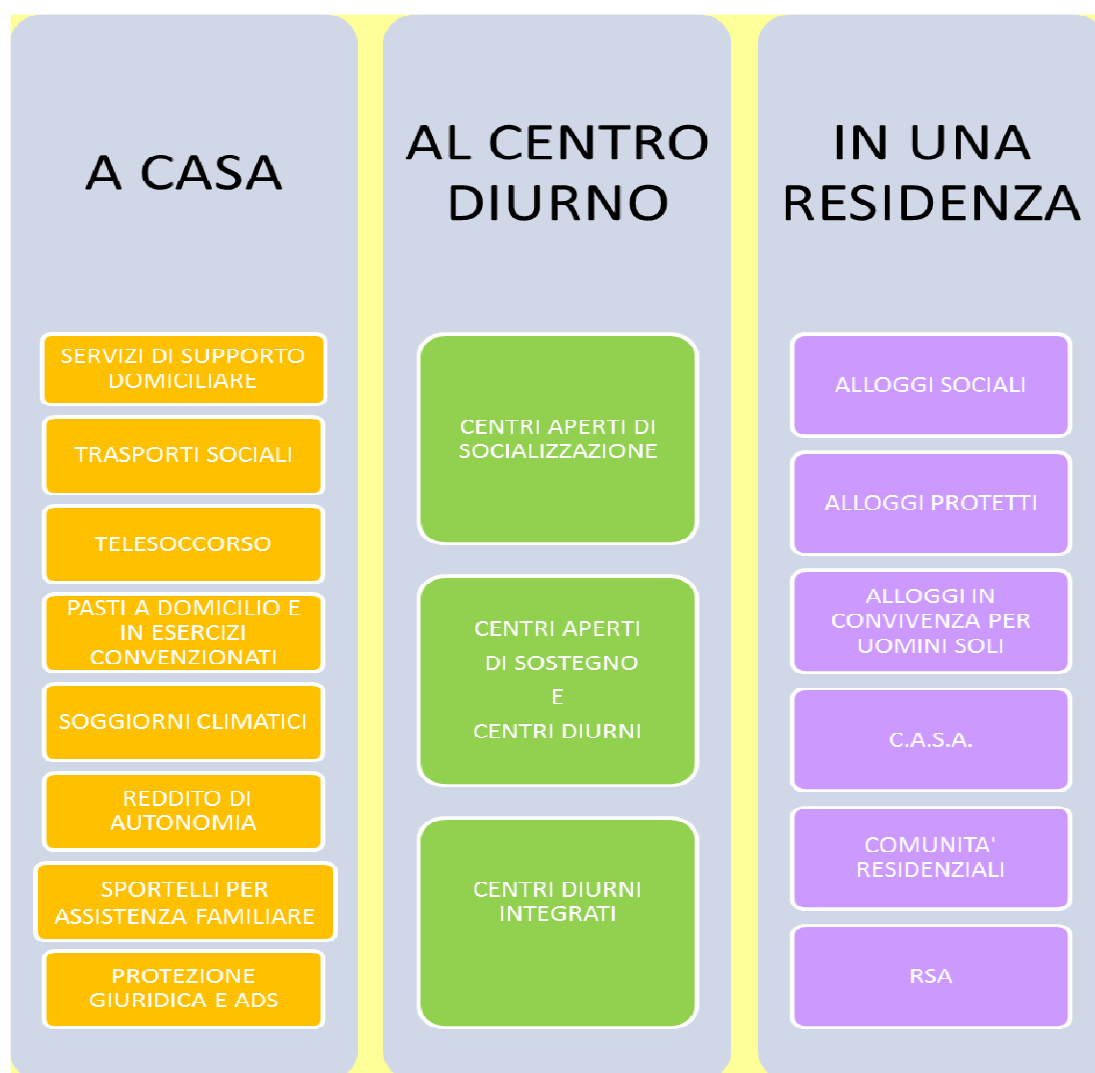 A CASA
SERVIZI DI SUPPORTO
DOMICILIARE
TRASPORTI SOCIALI
TELESOCCORSO
PASTI A DOMICILIO E
IN ESERCIZI
CONVENZIONATI
SOGGIORNI CLIMATICI
REDDITO DI
AUTONOMIA
SPORTELLI PER
ASSISTENZA FAMILIARE
PROTEZIONE
GIURIDICA E ADS
AL CENTRO
DIURNO
CENTRI APERTI DI
SOCIALIZZAZIONE
CENTRI APERTI
DI SOSTEGNO
E
CENTRI DIURNI
CENTRI DIURNI
INTEGRATI
IN UNA
RESIDENZA
ALLOGGI SOCIALI
ALLOGGI PROTETTI
ALLOGGI IN
CONVIVENZA PER
UOMINI SOLI
C.A.S.A.
COMUNITA'
RESIDENZIALI
RSA